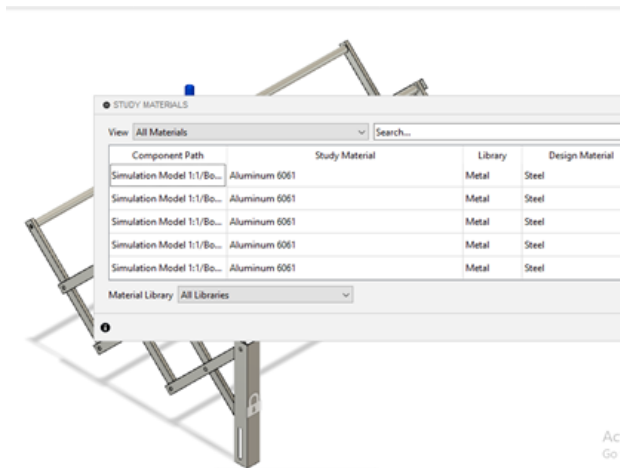 STUDY MATERIALS
View All Materials Search...
Component Path Study Material Library Design Material
Simulation Model 1:1/Bo... Aluminum 6061 Metal Steel
Simulation Model 1:1/Bo... Aluminum 6061 Metal Steel
Simulation Model 1:1/Bo... Aluminum 6061 Metal Steel
Simulation Model 1:1/Bo... Aluminum 6061 Metal Steel
Simulation Model 1:1/Bo... Aluminum 6061 Metal Steel
Material Library All Libraries
Ac
Go